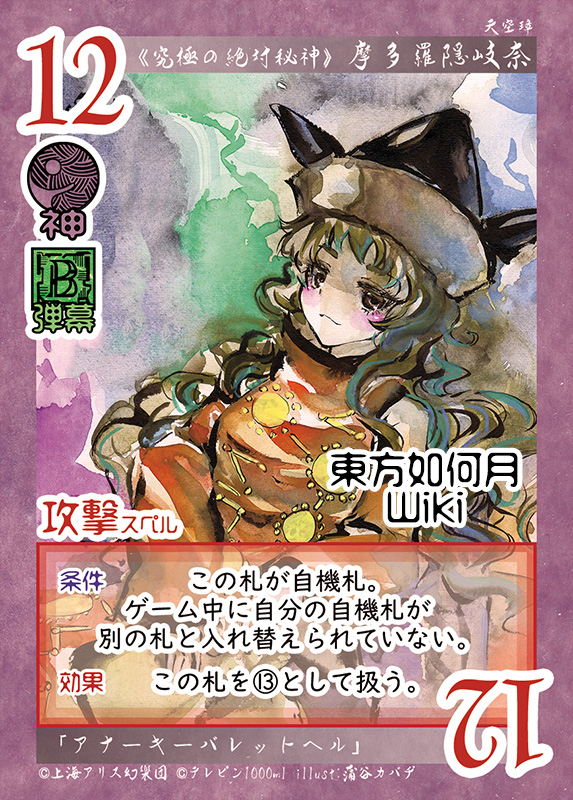 天空璋
12
《究極の絶対秘神》 摩多羅隠岐奈
神
B
弾幕
東方如何月
Wiki
攻撃スペル
条件 この札が自機札。
ゲーム中に自分の自機札が
別の札と入れ替えられていない。
効果 この札を⑬として扱う。
12
「アナーキーバレットヘル」
©上海アリス幻樂団 ©テレビン1000ml illust:蒲谷カバヂ